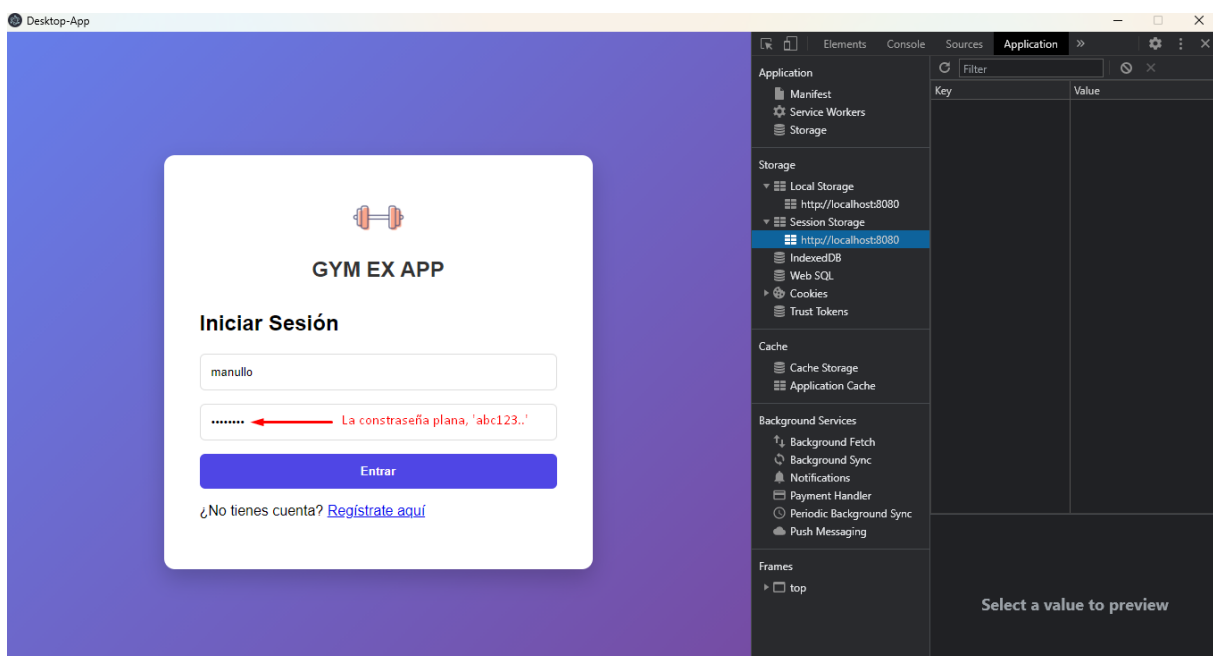 Desktop-App
Elements Console Sources Application »
Application
Manifest
Service Workers
Storage
Storage
Local Storage
http://localhost:8080
Session Storage
http://localhost:8080
IndexedDB
Web SQL
Cookies
Trust Tokens
Cache
Cache Storage
Application Cache
Background Services
Background Fetch
Background Sync
Notifications
Payment Handler
Periodic Background Sync
Push Messaging
Frames
top
Filter
Key Value
Select a value to preview
GYM EX APP
Iniciar Sesión
manullo
•••••••• La constraseña plana, 'abc123..'
Entrar
¿No tienes cuenta? Regístrate aquí